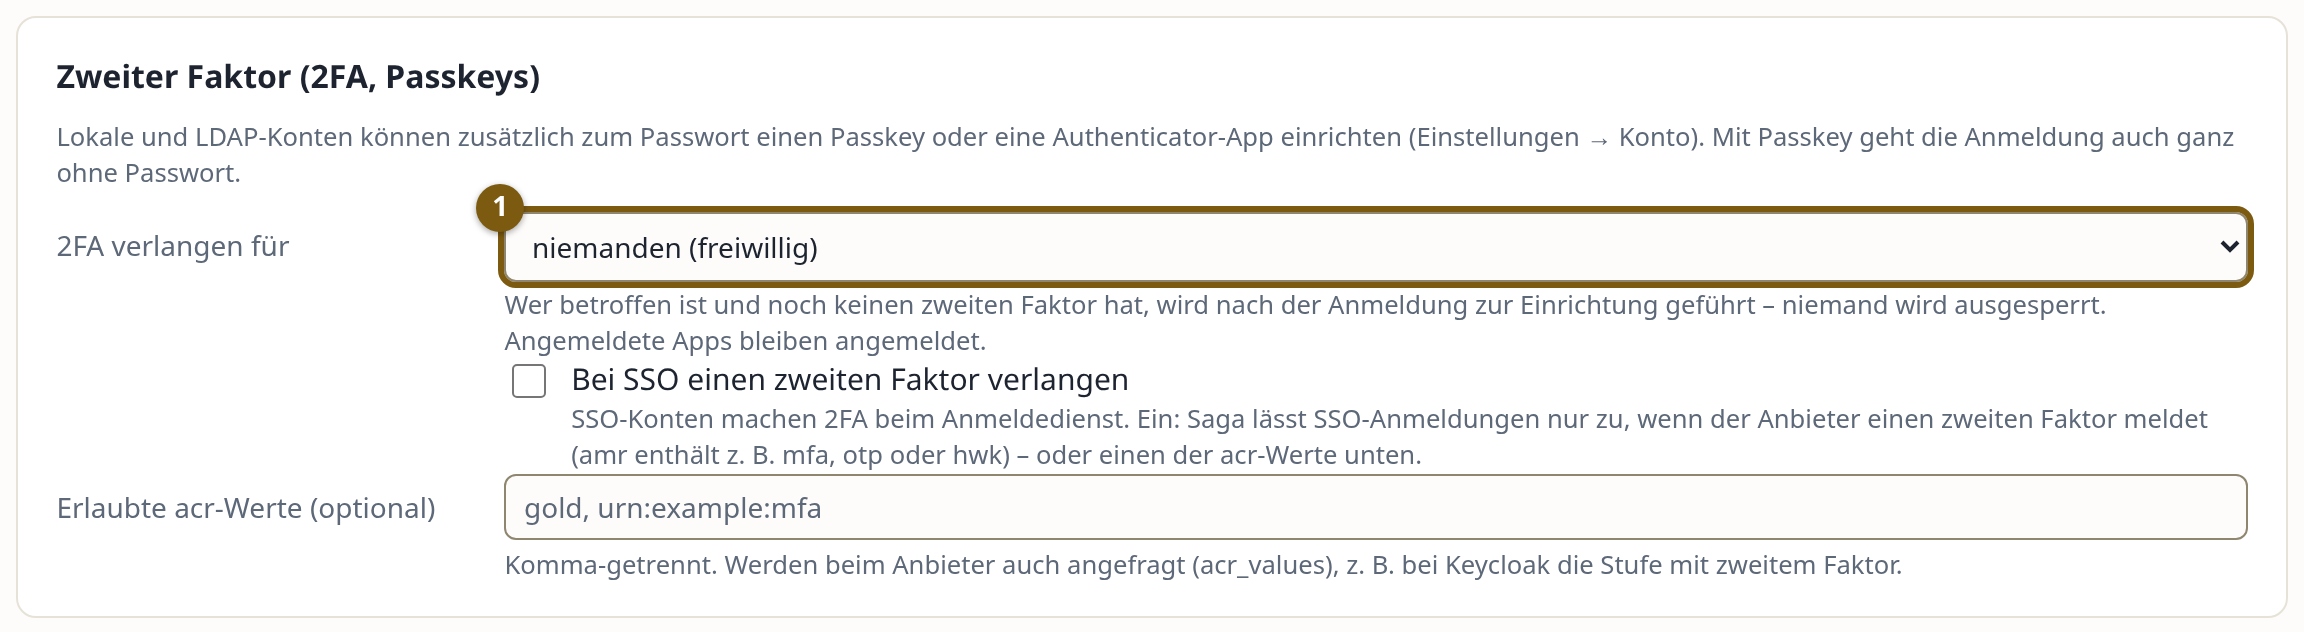 Zweiter Faktor (2FA, Passkeys)
Lokale und LDAP-Konten können zusätzlich zum Passwort einen Passkey oder eine Authenticator-App einrichten (Einstellungen → Konto). Mit Passkey geht die Anmeldung auch ganz
ohne Passwort.
1
2FA verlangen für
niemanden (freiwillig)
Wer betroffen ist und noch keinen zweiten Faktor hat, wird nach der Anmeldung zur Einrichtung geführt – niemand wird ausgesperrt.
Angemeldete Apps bleiben angemeldet.
Bei SSO einen zweiten Faktor verlangen
SSO-Konten machen 2FA beim Anmeldedienst. Ein: Saga lässt SSO-Anmeldungen nur zu, wenn der Anbieter einen zweiten Faktor meldet
(amr enthält z. B. mfa, otp oder hwk) – oder einen der acr-Werte unten.
Erlaubte acr-Werte (optional)
gold, urn:example:mfa
Komma-getrennt. Werden beim Anbieter auch angefragt (acr_values), z. B. bei Keycloak die Stufe mit zweitem Faktor.